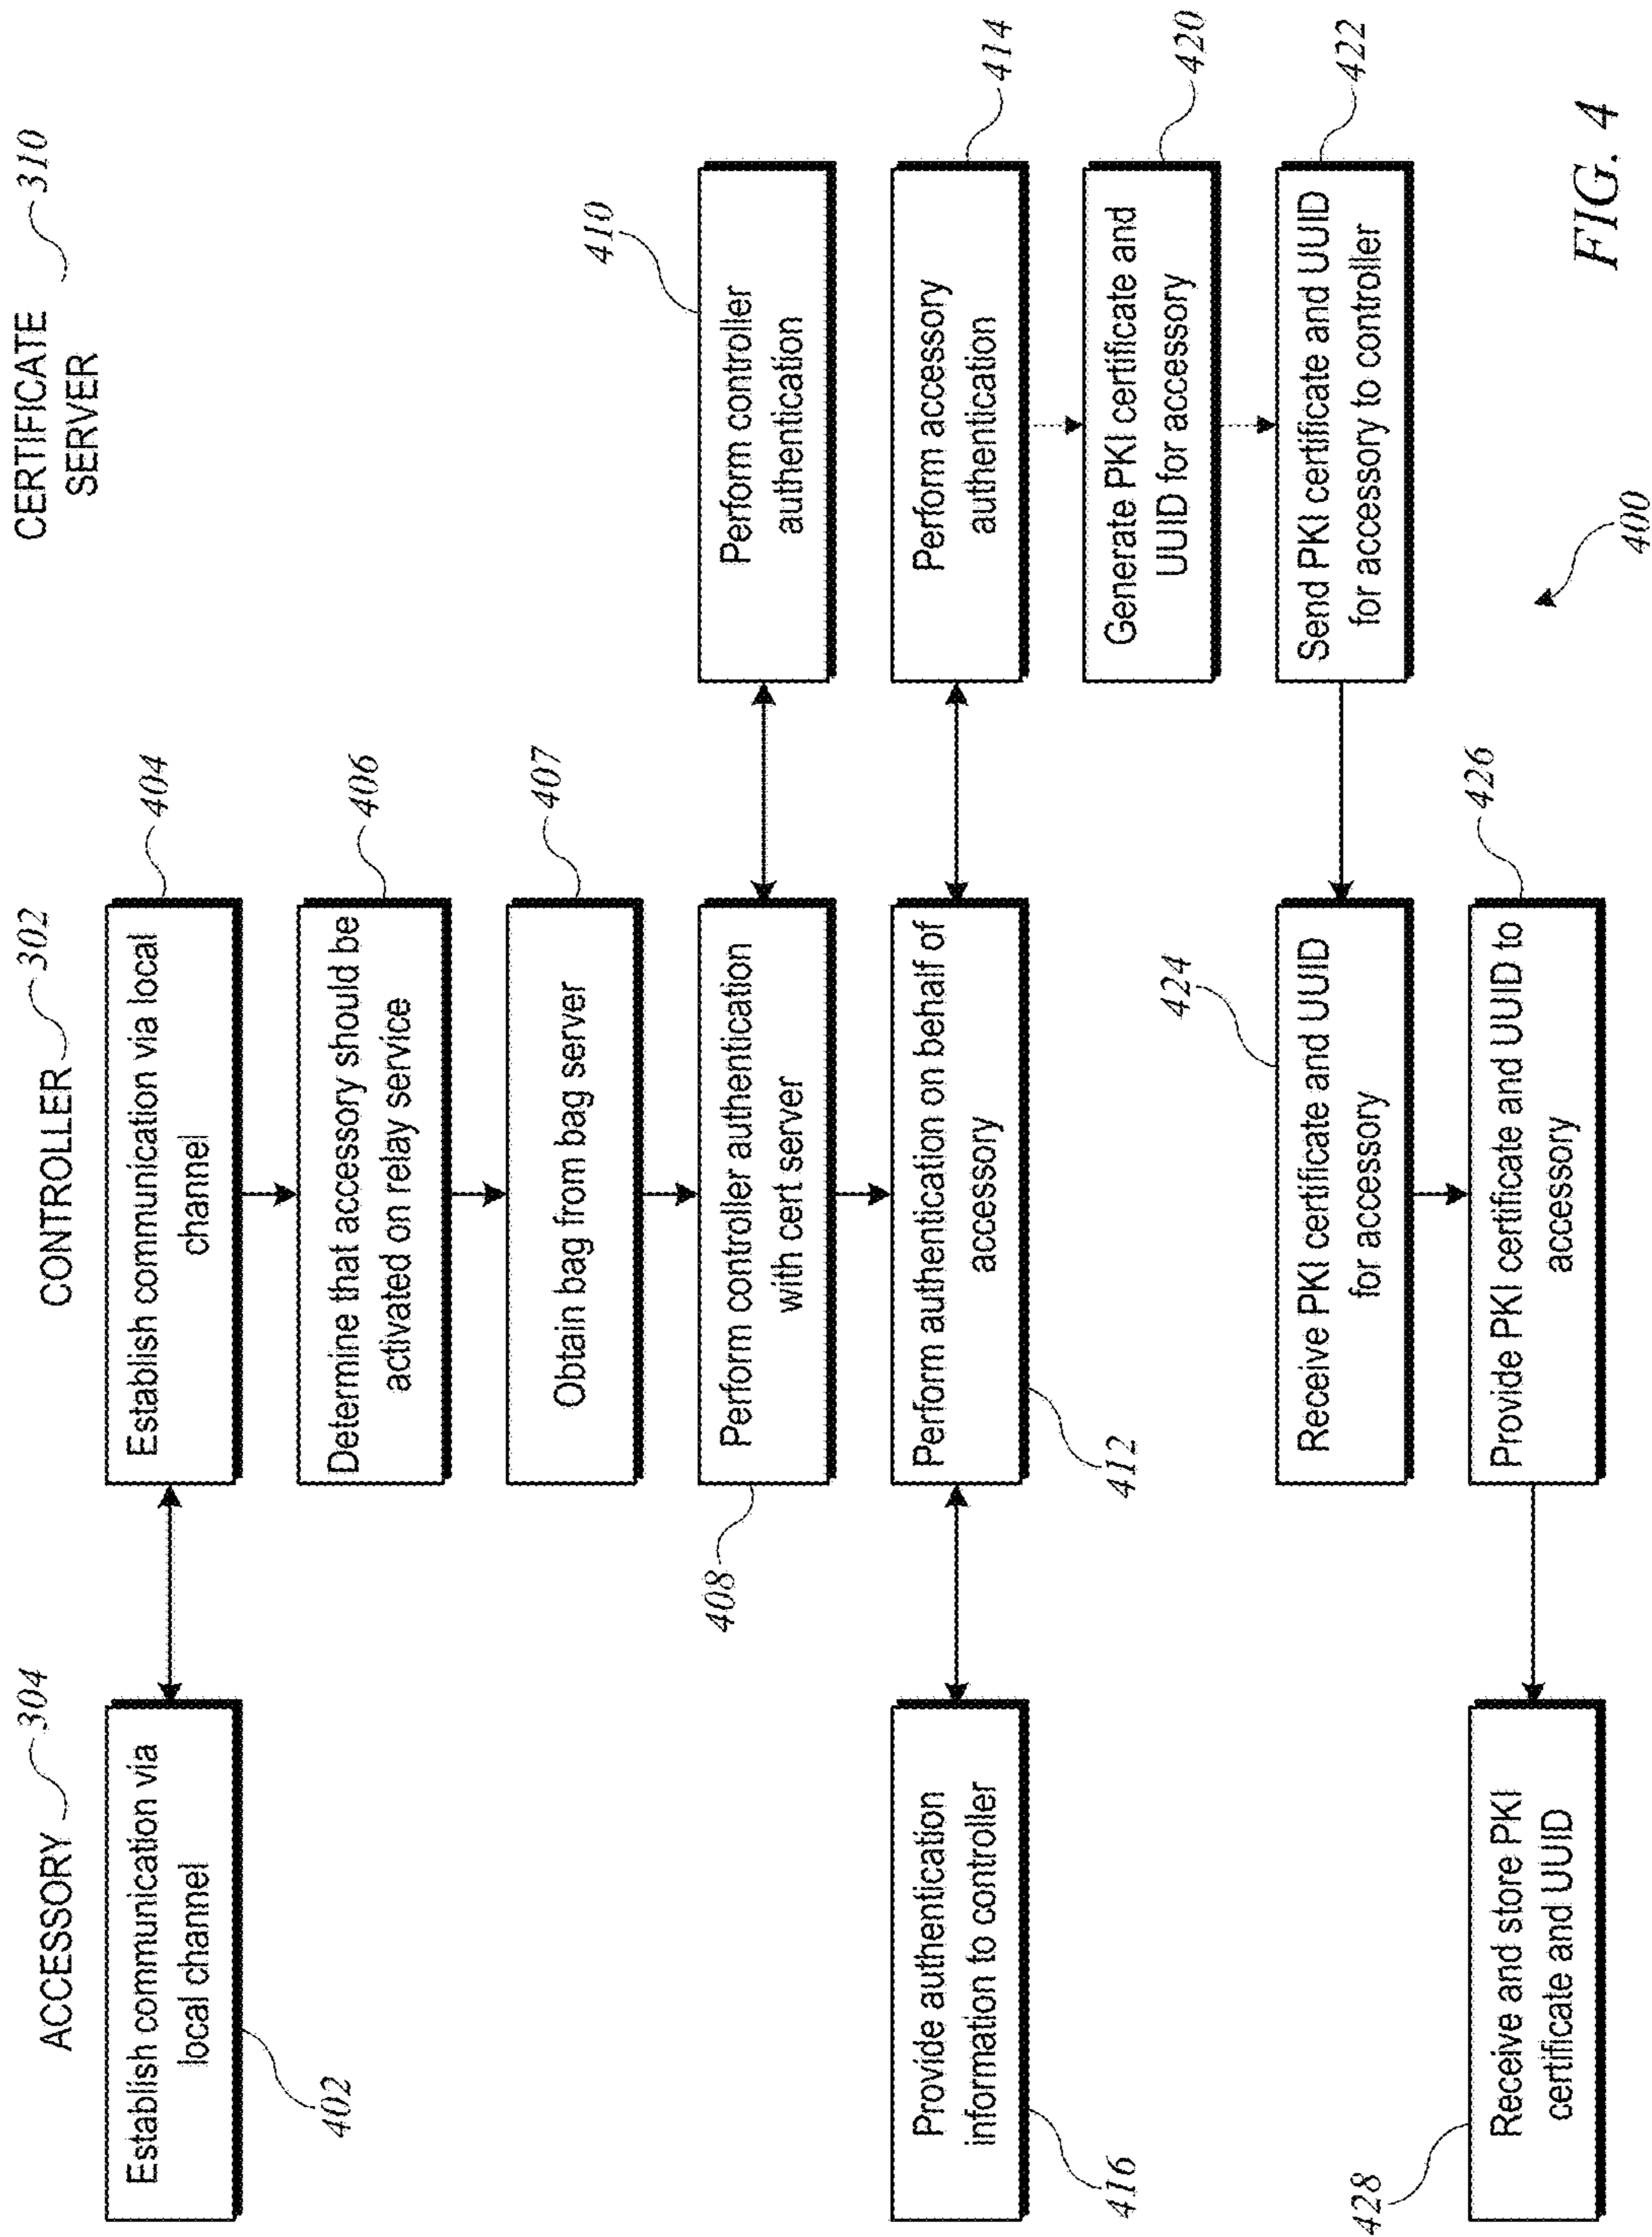 ACCESSORY 304
CONTROLLER 302
CERTIFICATE 310
SERVER
Establish communication via
local channel
402
Establish communication via local
channel
404
Determine that accessory should be
activated on relay service
406
Obtain bag from bag server
407
408
Perform controller authentication
with cert server
410
Perform controller
authentication
Provide authentication
information to controller
416
Perform authentication on behalf of
accessory
412
Perform accessory
authentication
414
Generate PKI certificate and
UUID for accessory
420
424
Receive PKI certificate and UUID
for accessory
Send PKI certificate and UUID
for accessory to controller
422
428
Receive and store PKI
certificate and UUID
Provide PKI certificate and UUID to
accessory
426
400
FIG. 4